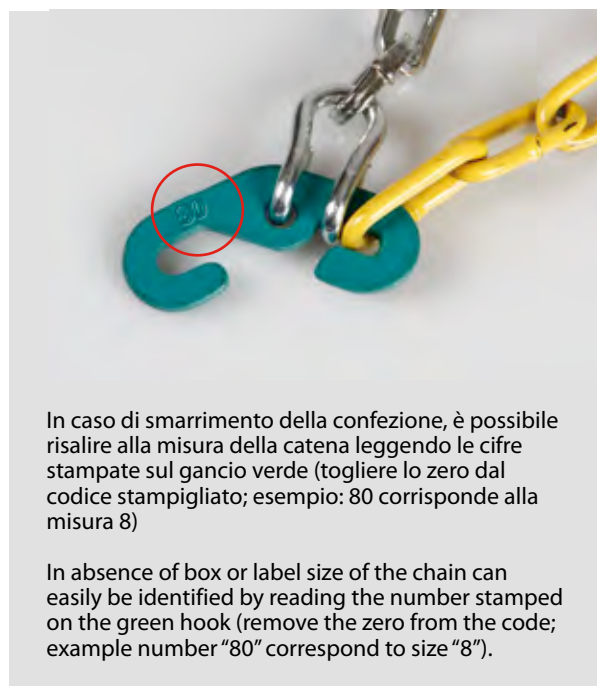 In caso di smarrimento della confezione, è possibile
risalire alla misura della catena leggendo le cifre
stampate sul gancio verde (togliere lo zero dal
codice stampigliato; esempio: 80 corrisponde alla
misura 8)
In absence of box or label size of the chain can
easily be identified by reading the number stamped
on the green hook (remove the zero from the code;
example number “80” correspond to size “8”).